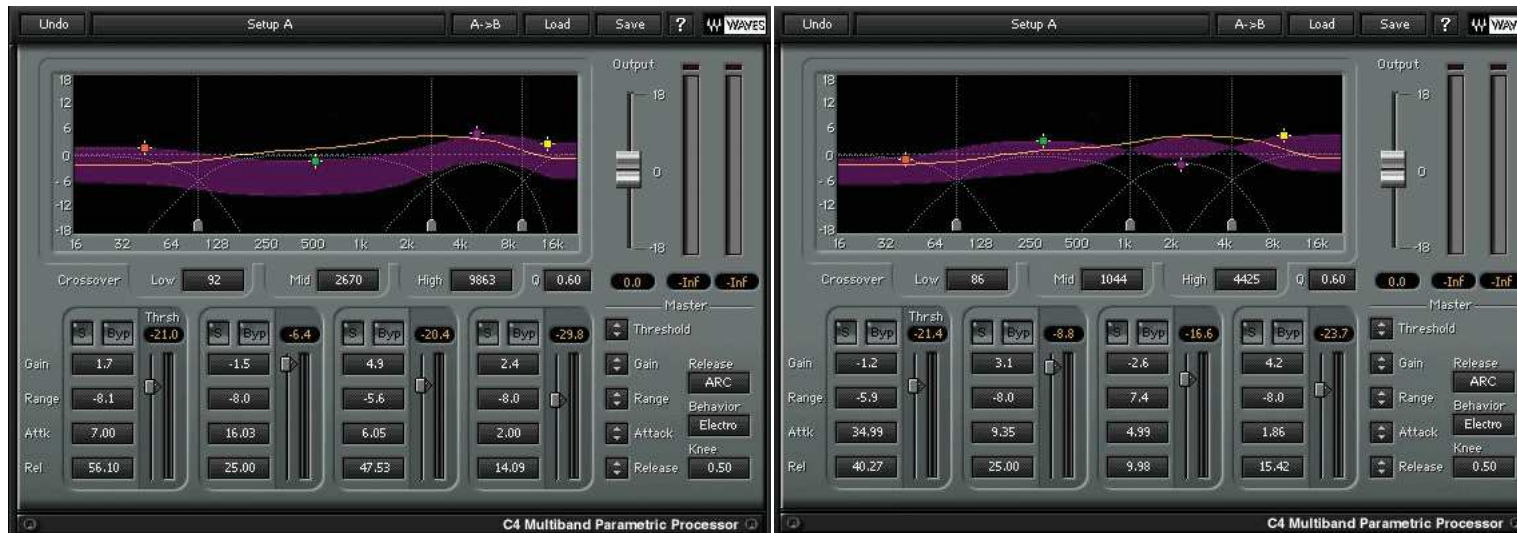 Undo Setup A A->B Load Save ? WAVES
Output
18
12
6
0
-6
-12
-18
16 32 64 128 250 500 1k 2k 4k 8k 16k
18
0
-18
Crossover Low 92 Mid 2670 High 9863 Q 0.60 0.0 -Inf -Inf
Master
Thrsh
S Byp -21.0 S Byp -6.4 S Byp -20.4 S Byp -29.8 Threshold
Gain 1.7 -1.5 4.9 2.4 Gain Release
ARC
Range -8.1 -8.0 -5.6 -8.0 Range Behavior
Electro
Attk 7.00 16.03 6.05 2.00 Attack Knee
Rel 56.10 25.00 47.53 14.09 Release 0.50
C4 Multiband Parametric Processor
Undo Setup A A->B Load Save ? WAV
Output
18
12
6
0
-6
-12
-18
16 32 64 128 250 500 1k 2k 4k 8k 16k
18
0
-18
Crossover Low 86 Mid 1044 High 4425 Q 0.60 0.0 -Inf -Inf
Master
Thrsh
S Byp -21.4 S Byp -8.8 S Byp -16.6 S Byp -23.7 Threshold
Gain -1.2 3.1 -2.6 4.2 Gain Release
ARC
Range -5.9 -8.0 7.4 -8.0 Range Behavior
Electro
Attk 34.99 9.35 4.99 1.86 Attack Knee
Rel 40.27 25.00 9.98 15.42 Release 0.50
C4 Multiband Parametric Processor